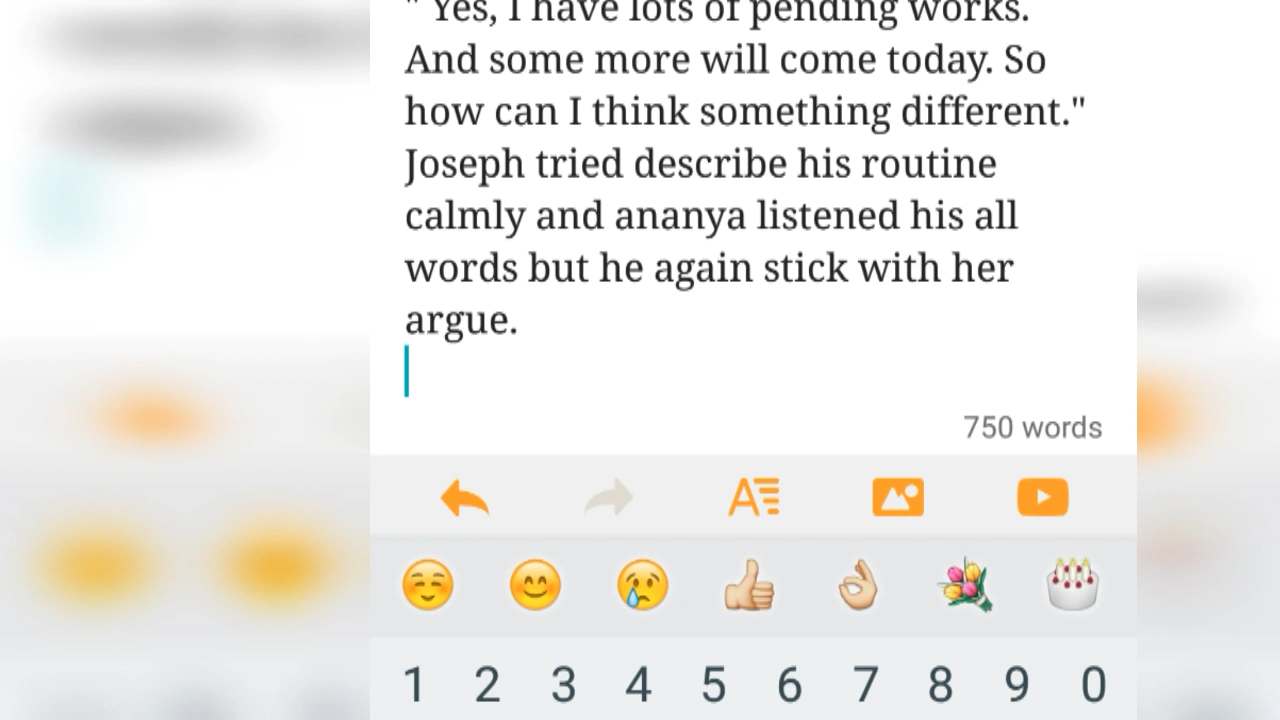 " Yes, I have lots of pending works.
And some more will come today. So
how can I think something different."
Joseph tried describe his routine
calmly and ananya listened his all
words but he again stick with her
argue.
750 words
1 2 3 4 5 6 7 8 9 0